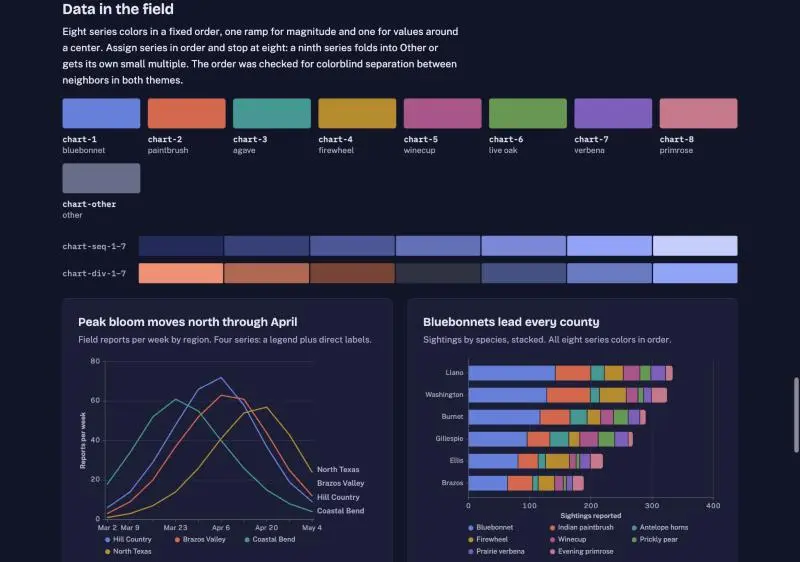 Data in the field
Eight series colors in a fixed order, one ramp for magnitude and one for values around
a center. Assign series in order and stop at eight: a ninth series folds into Other or
gets its own small multiple. The order was checked for colorblind separation between
neighbors in both themes.
chart-1 chart-2 chart-3 chart-4 chart-5 chart-6 chart-7 chart-8
bluebonnet paintbrush agave firewheel winecup live oak verbena primrose
chart-other
other
chart-seq-1-7
chart-div-1-7
Peak bloom moves north through April
Field reports per week by region. Four series: a legend plus direct labels.
80
60
40
20
0
Reports per week
North Texas
Brazos Valley
Hill Country
Coastal Bend
Mar 2 Mar 9 Mar 23 Apr 6 Apr 20 May 4
Hill Country Brazos Valley Coastal Bend
North Texas
Bluebonnets lead every county
Sightings by species, stacked. All eight series colors in order.
Llano
Washington
Burnet
Gillespie
Ellis
Brazos
0 100 200 300 400
Sightings reported
Bluebonnet Indian paintbrush Antelope horns
Firewheel Winecup Prickly pear
Prairie verbena Evening primrose